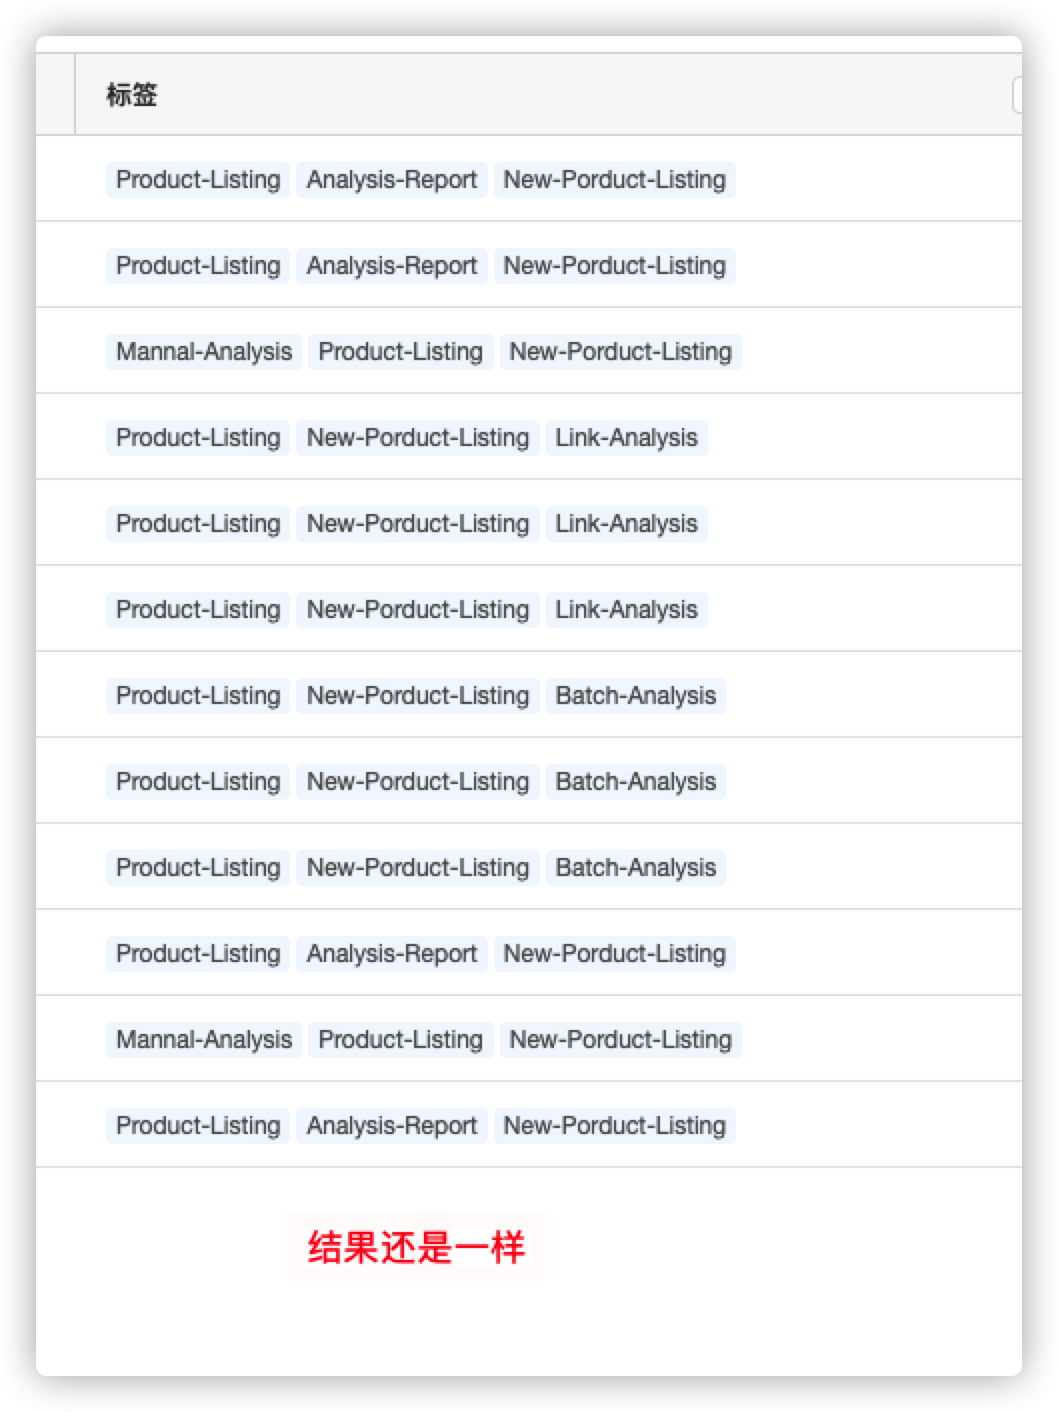 标签
Product-Listing Analysis-Report New-Porduct-Listing
Product-Listing Analysis-Report New-Porduct-Listing
Mannal-Analysis Product-Listing New-Porduct-Listing
Product-Listing New-Porduct-Listing Link-Analysis
Product-Listing New-Porduct-Listing Link-Analysis
Product-Listing New-Porduct-Listing Link-Analysis
Product-Listing New-Porduct-Listing Batch-Analysis
Product-Listing New-Porduct-Listing Batch-Analysis
Product-Listing New-Porduct-Listing Batch-Analysis
Product-Listing Analysis-Report New-Porduct-Listing
Mannal-Analysis Product-Listing New-Porduct-Listing
Product-Listing Analysis-Report New-Porduct-Listing
结果还是一样